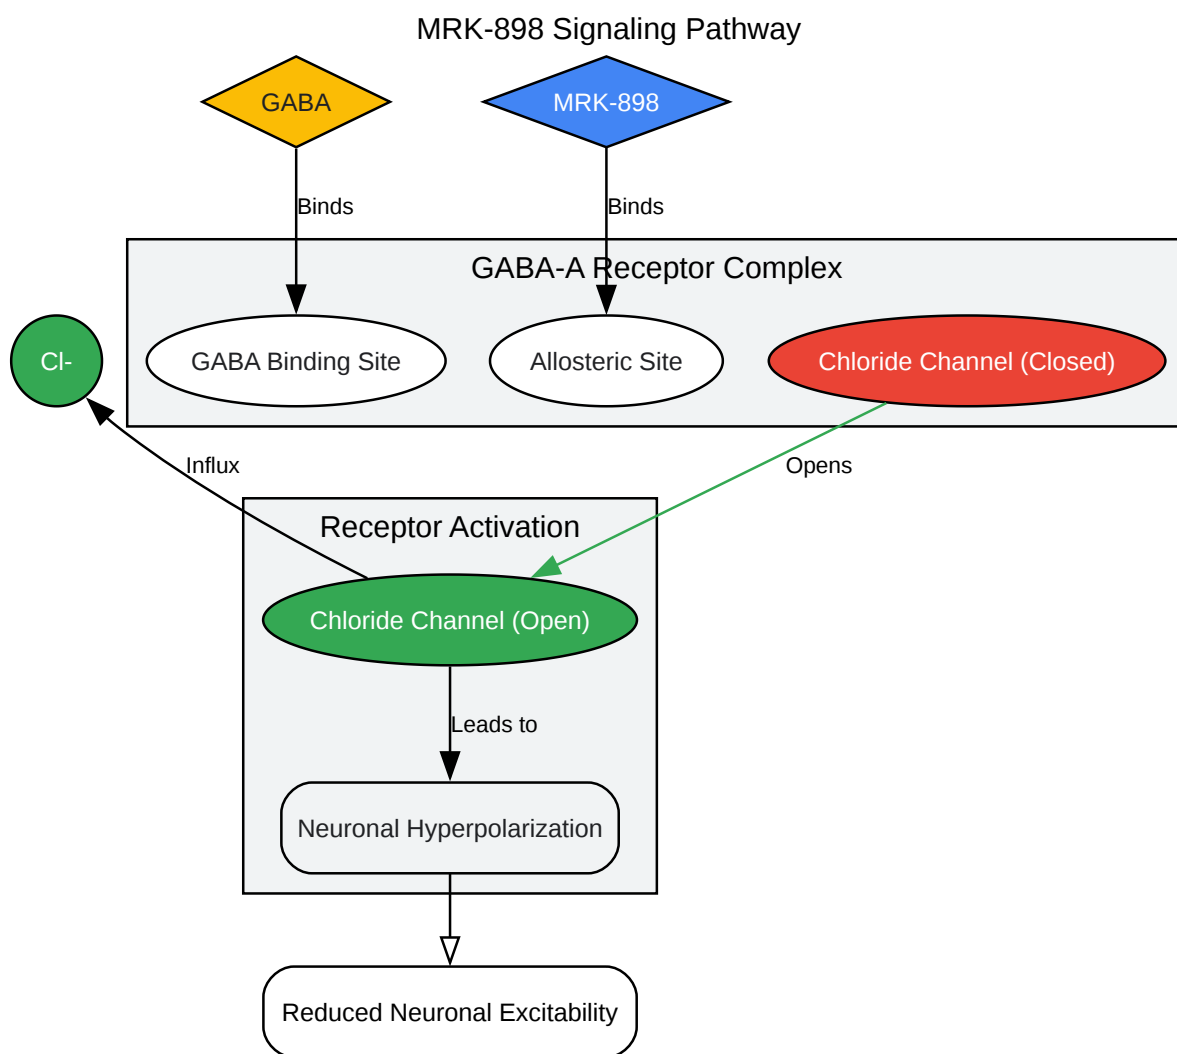 MRK-898 Signaling Pathway
GABA
MRK-898
Binds
Binds
GABA-A Receptor Complex
Cl-
GABA Binding Site
Allosteric Site
Chloride Channel (Closed)
Influx
Opens
Receptor Activation
Chloride Channel (Open)
Leads to
Neuronal Hyperpolarization
Reduced Neuronal Excitability